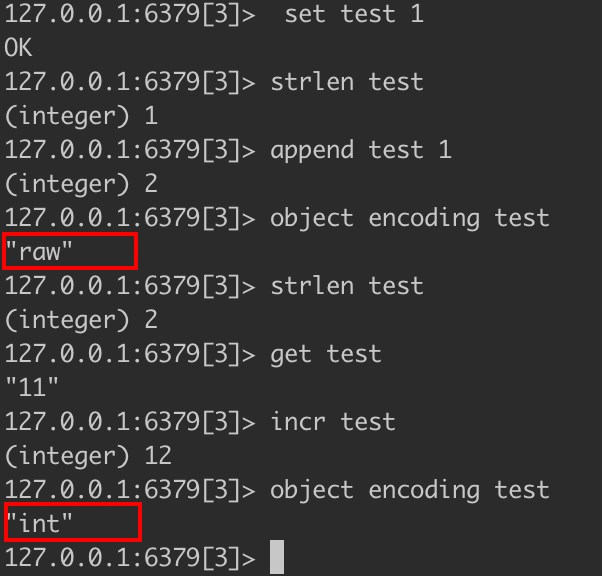 127.0.0.1:6379[3]>  set test 1
OK
127.0.0.1:6379[3]> strlen test
(integer) 1
127.0.0.1:6379[3]> append test 1
(integer) 2
127.0.0.1:6379[3]> object encoding test
"raw"
127.0.0.1:6379[3]> strlen test
(integer) 2
127.0.0.1:6379[3]> get test
"11"
127.0.0.1:6379[3]> incr test
(integer) 12
127.0.0.1:6379[3]> object encoding test
"int"
127.0.0.1:6379[3]>